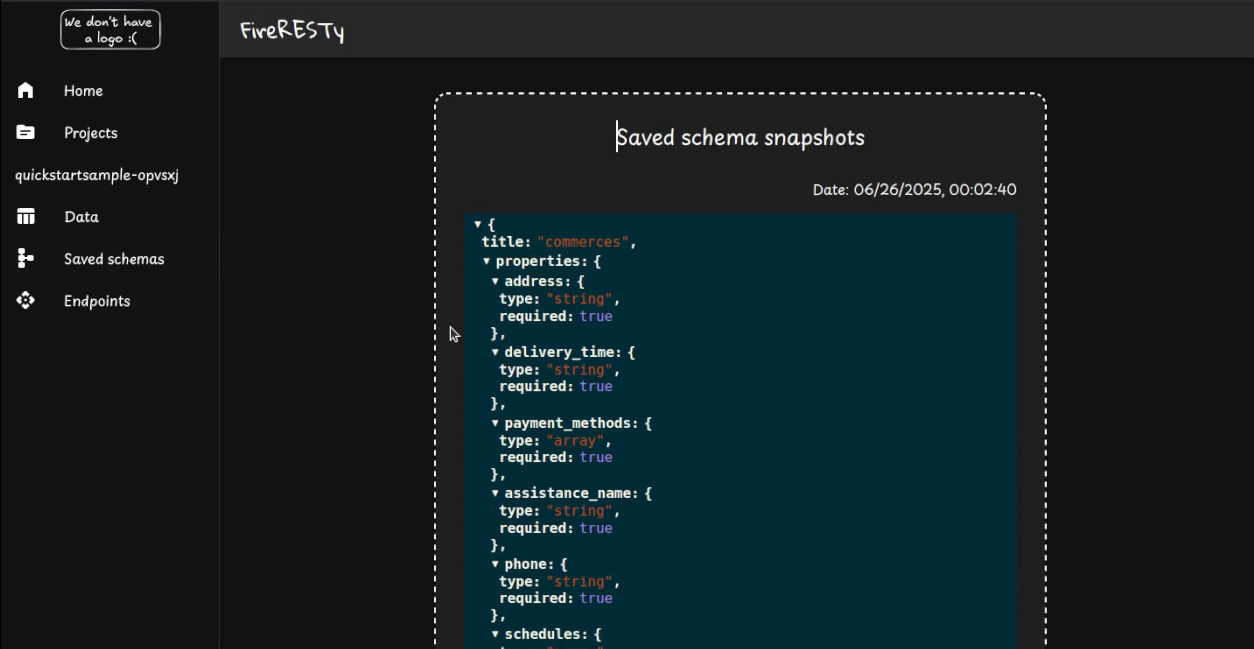 We don't have
a logo :(
FireRESTy
Home
Projects
quickstartsample-opvsxj
Data
Saved schemas
Endpoints
Saved schema snapshots
Date: 06/26/2025, 00:02:40
▼ {
title: "commerces",
▼ properties: {
▼ address: {
type: "string",
required: true
},
▼ delivery_time: {
type: "string",
required: true
},
▼ payment_methods: {
type: "array",
required: true
},
▼ assistance_name: {
type: "string",
required: true
},
▼ phone: {
type: "string",
required: true
},
▼ schedules: {